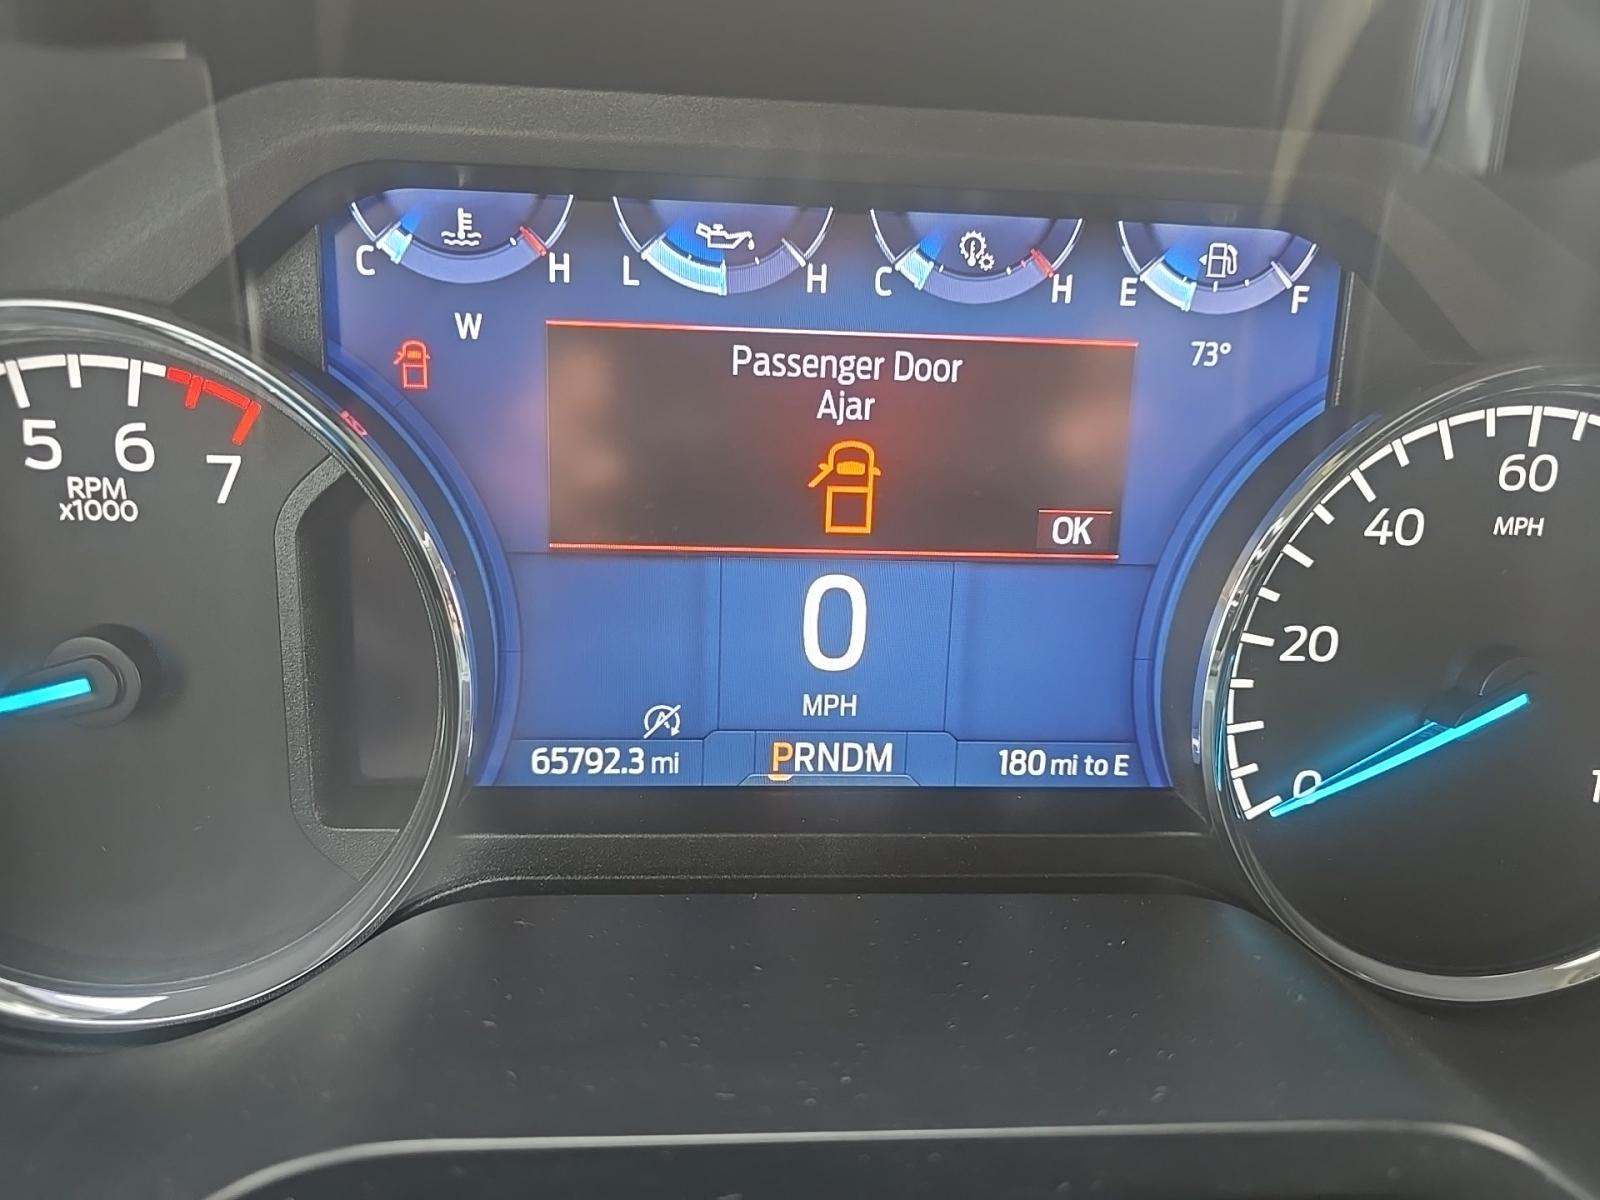 C H L H C H E F
W
73°
Passenger Door
Ajar
OK
5 6 7
RPM
x1000
0
MPH
65792.3 mi
PRNDM
180 mi to E
0 20 40 60
MPH